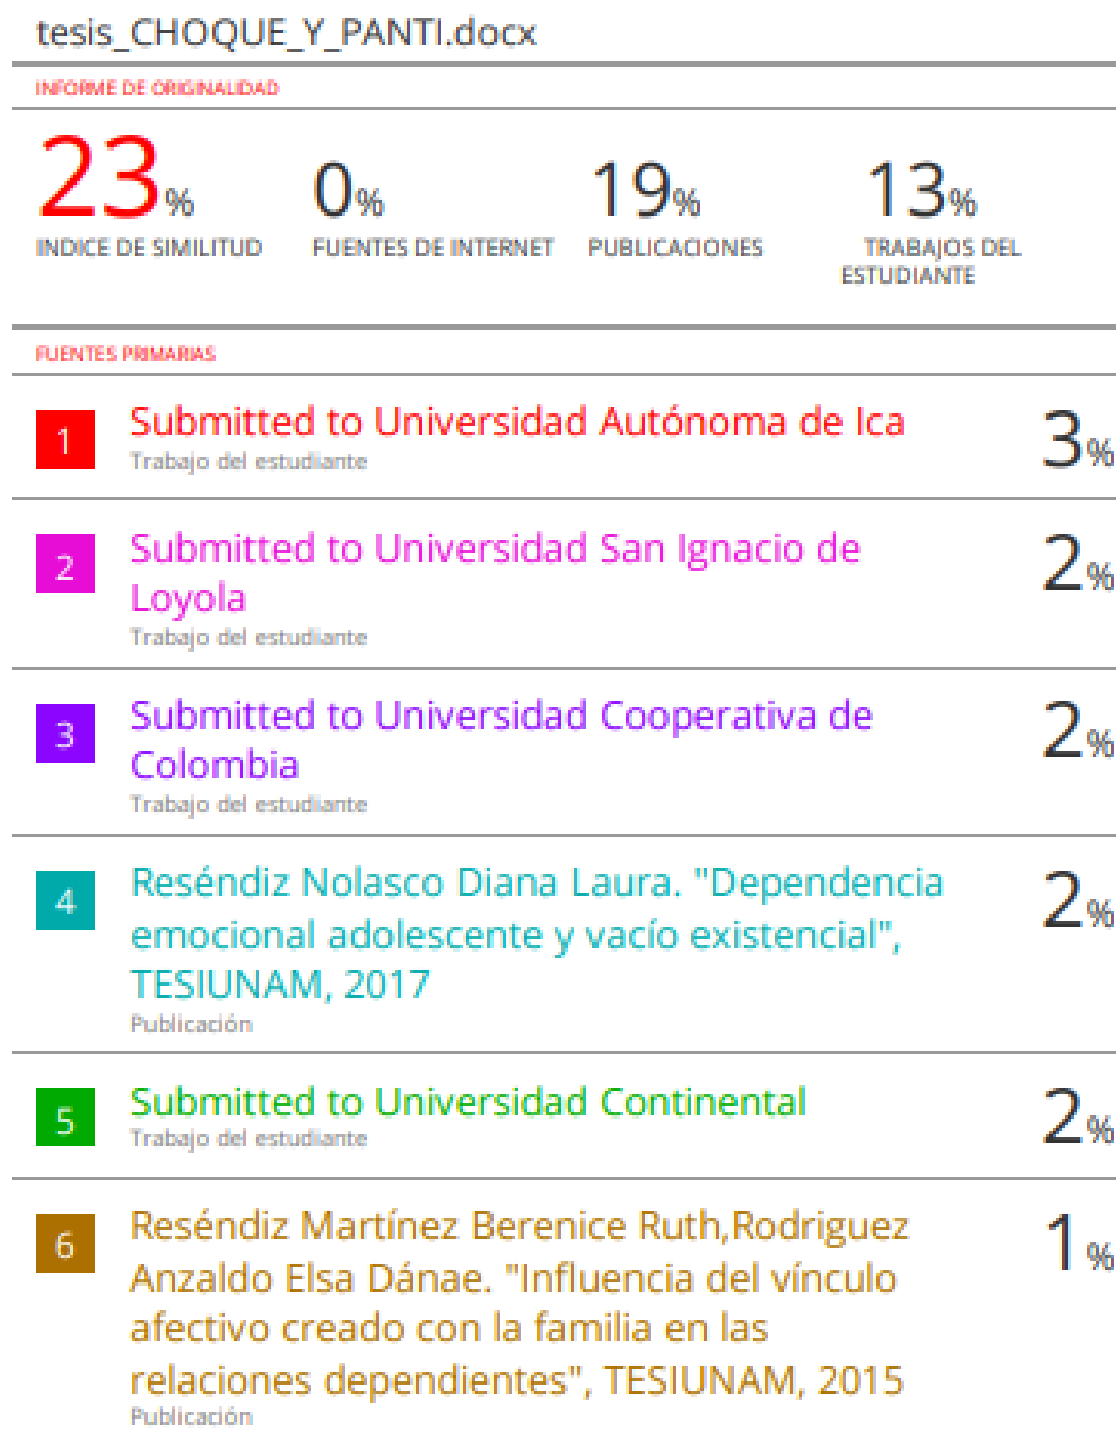 tesis_CHOQUE_Y_PANTI.docx
INFORME DE ORIGINALIDAD
23% 0% 19% 13%
INDICE DE SIMILITUD FUENTES DE INTERNET PUBLICACIONES TRABAJOS DEL
ESTUDIANTE
FUENTES PRIMARIAS
1 Submitted to Universidad Autónoma de Ica 3%
Trabajo del estudiante
2 Submitted to Universidad San Ignacio de 2%
Loyola
Trabajo del estudiante
3 Submitted to Universidad Cooperativa de 2%
Colombia
Trabajo del estudiante
4 Reséndiz Nolasco Diana Laura. "Dependencia 2%
emocional adolescente y vacío existencial",
TESIUNAM, 2017
Publicación
5 Submitted to Universidad Continental 2%
Trabajo del estudiante
6 Reséndiz Martínez Berenice Ruth,Rodriguez 1%
Anzaldo Elsa Dánae. "Influencia del vínculo
afectivo creado con la familia en las
relaciones dependientes", TESIUNAM, 2015
Publicación